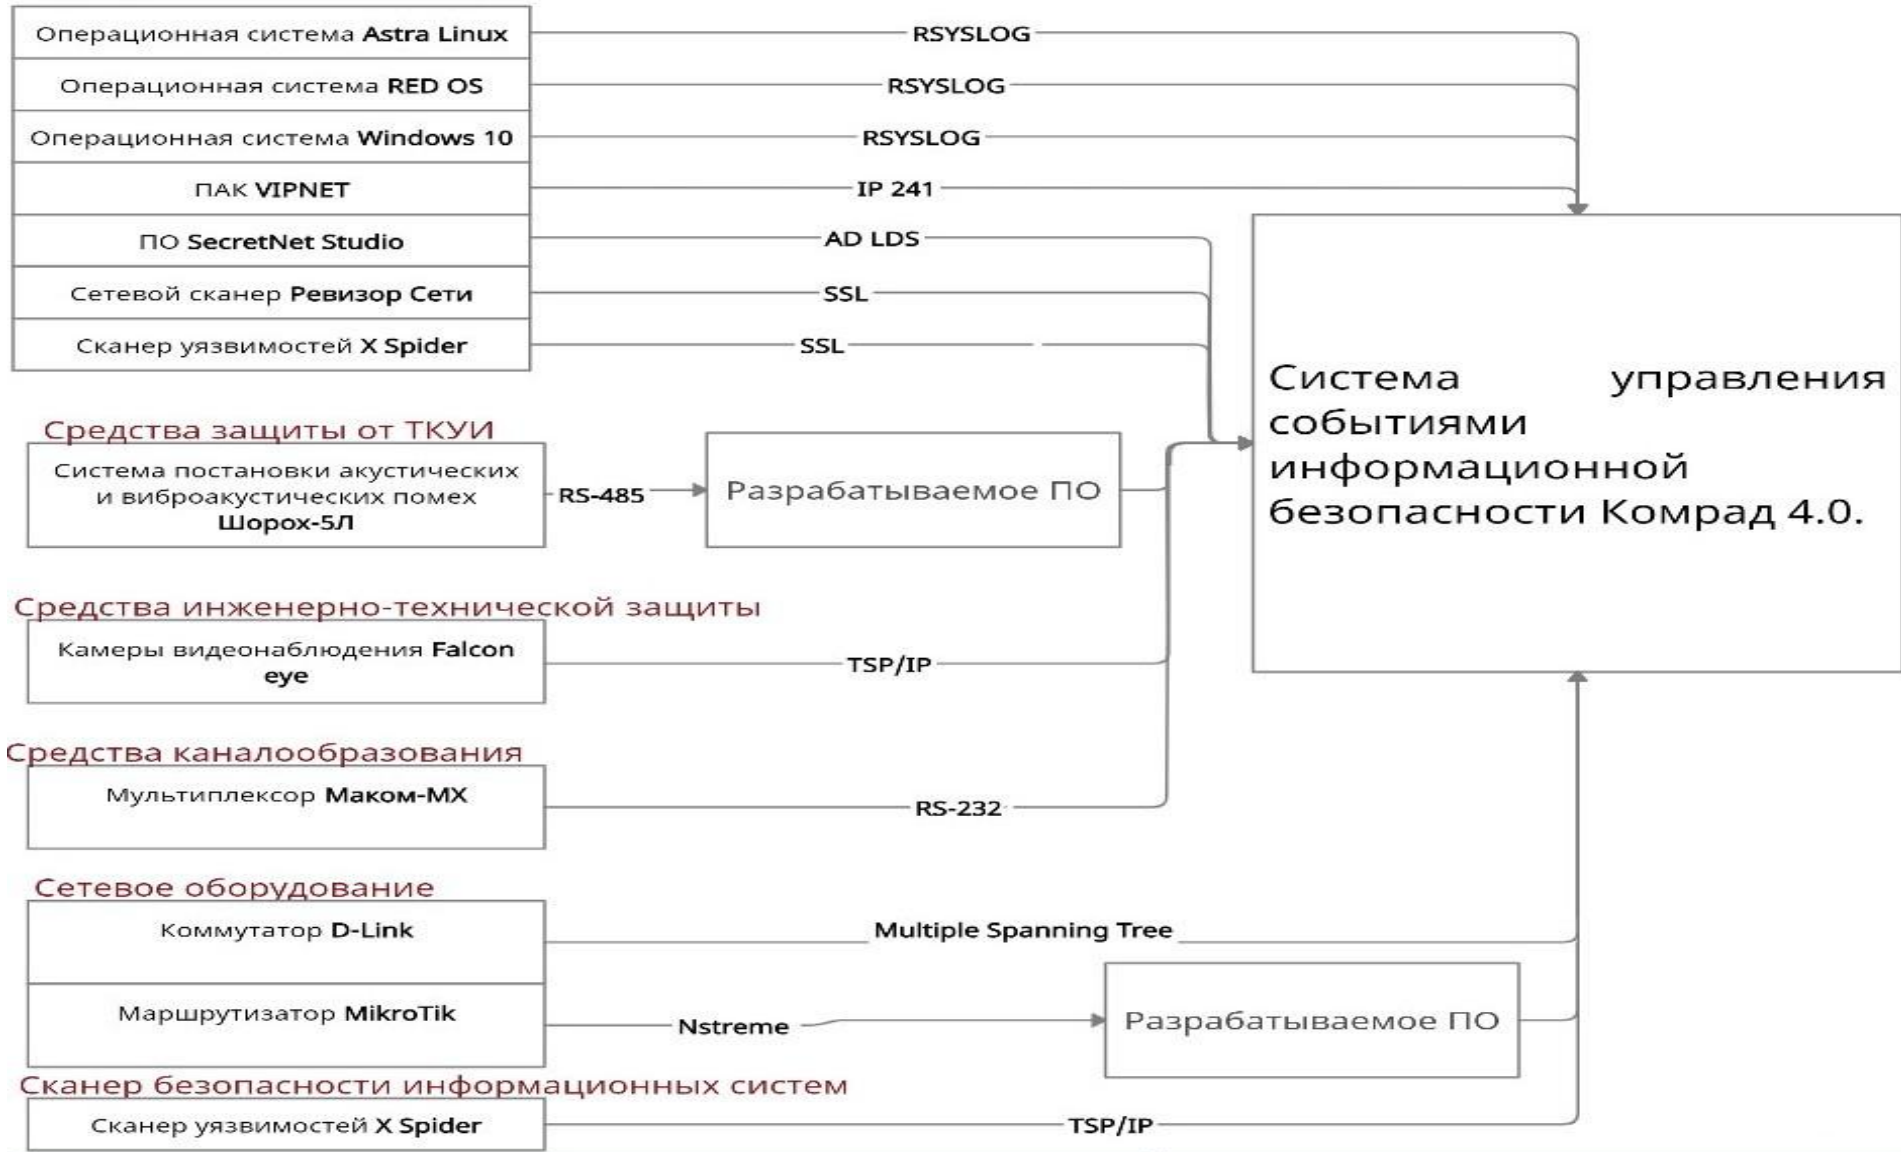 Операционная система Astra Linux
RSYSLOG
Операционная система RED OS
RSYSLOG
Операционная система Windows 10
RSYSLOG
ПАК VIPNET
IP 241
ПО SecretNet Studio
AD LDS
Сетевой сканер Ревизор Сети
SSL
Сканер уязвимостей X Spider
SSL
Система управления
событиями
информационной
безопасности Комрад 4.0.
Средства защиты от ТКУИ
Система постановки акустических
и виброакустических помех
Шорох-5Л
RS-485
Разрабатываемое ПО
Средства инженерно-технической защиты
Камеры видеонаблюдения Falcon
eye
TSP/IP
Средства каналообразования
Мультиплексор Маком-МХ
RS-232
Сетевое оборудование
Коммутатор D-Link
Multiple Spanning Tree
Маршрутизатор MikroTik
Nstreme
Разрабатываемое ПО
Сканер безопасности информационных систем
Сканер уязвимостей X Spider
TSP/IP